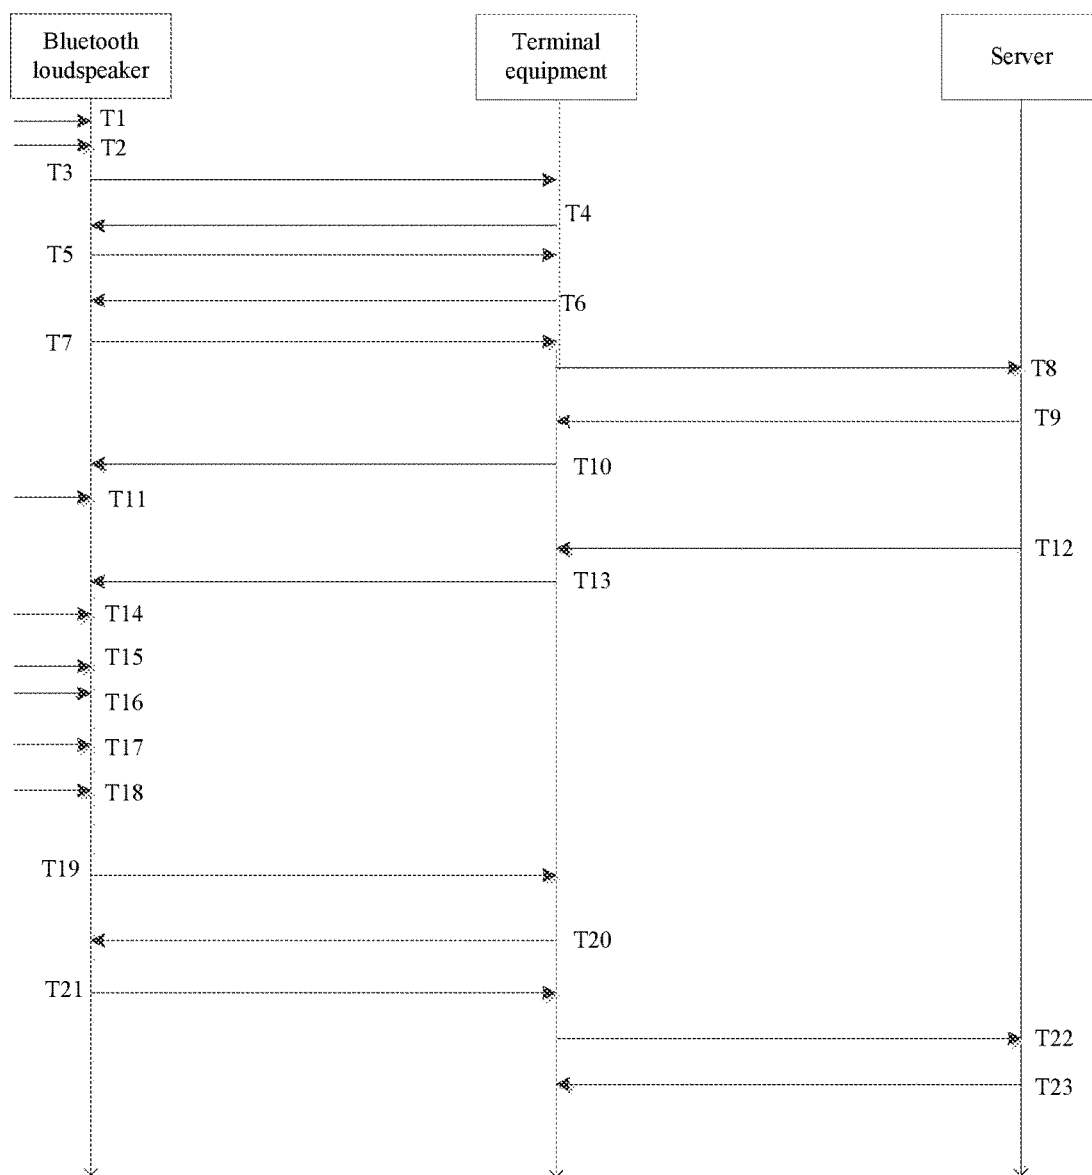 Bluetooth
loudspeaker
Terminal
equipment
Server
T1
T2
T3
T4
T5
T6
T7
T8
T9
T10
T11
T12
T13
T14
T15
T16
T17
T18
T19
T20
T21
T22
T23